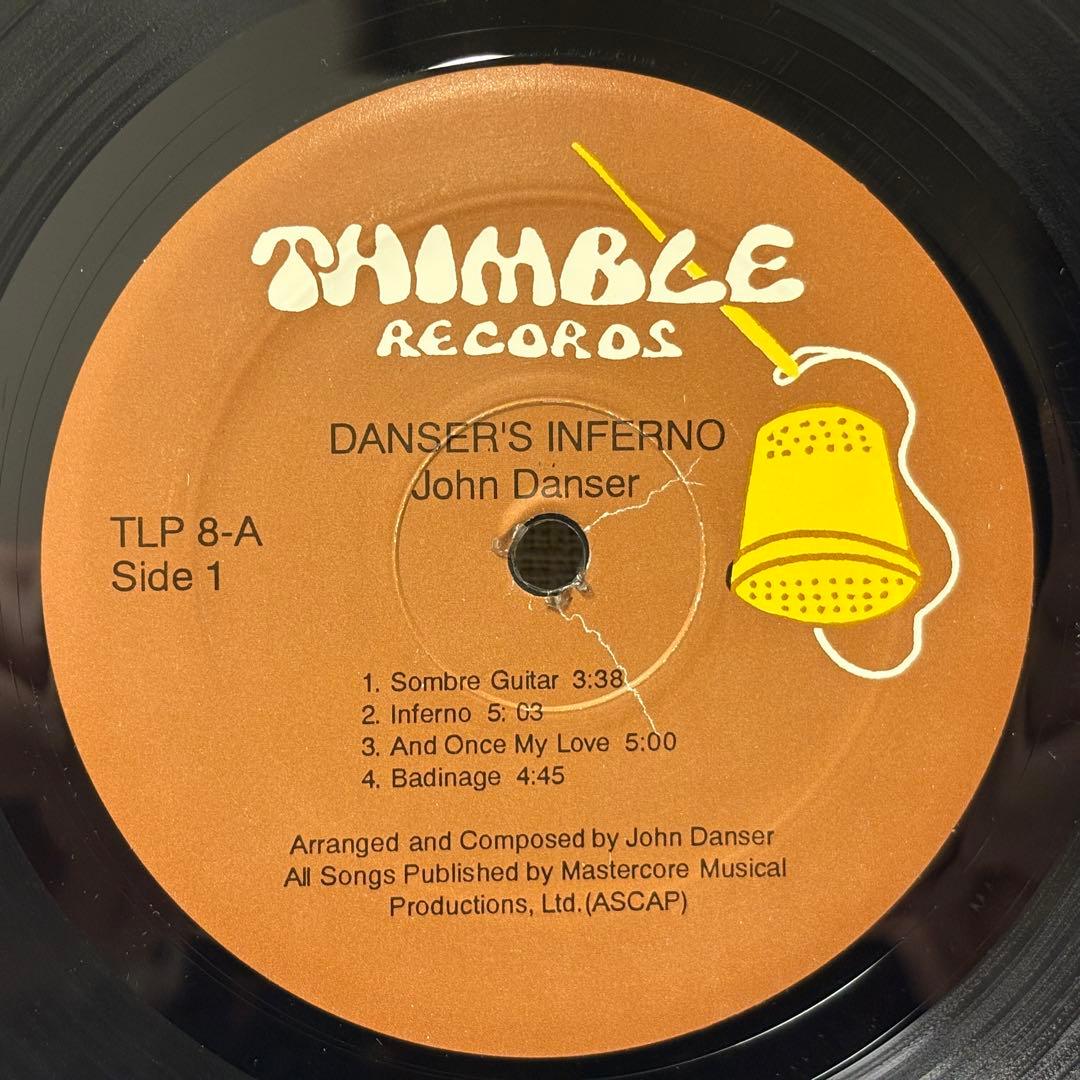 THIMBLE
RECORDS
DANSER'S INFERNO
John Danser
TLP 8-A
Side 1
1. Sombre Guitar 3:38
2. Inferno 5: 03
3. And Once My Love 5:00
4. Badinage 4:45
Arranged and Composed by John Danser
All Songs Published by Mastercore Musical
Productions, Ltd.(ASCAP)